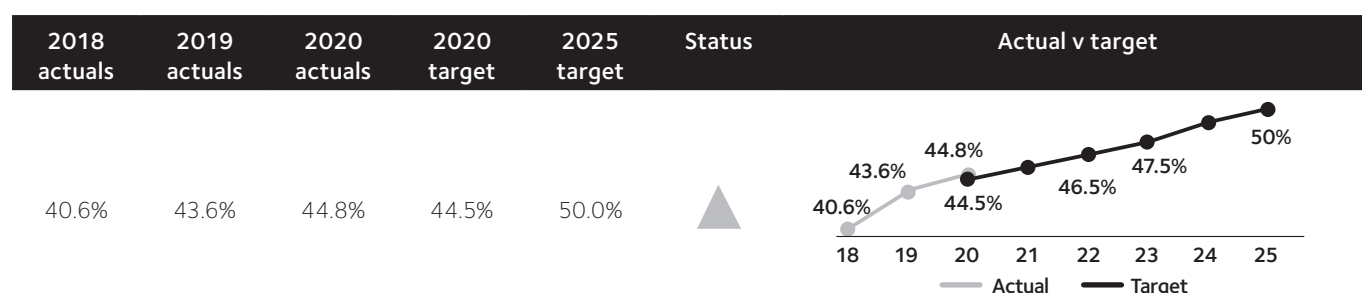 2018 actuals
2019 actuals
2020 actuals
2020 target
2025 target
Status
Actual v target
40.6%
43.6%
44.8%
44.5%
50.0%
40.6%
43.6%
44.8%
44.5%
46.5%
47.5%
50%
18 19 20 21 22 23 24 25
Actual Target